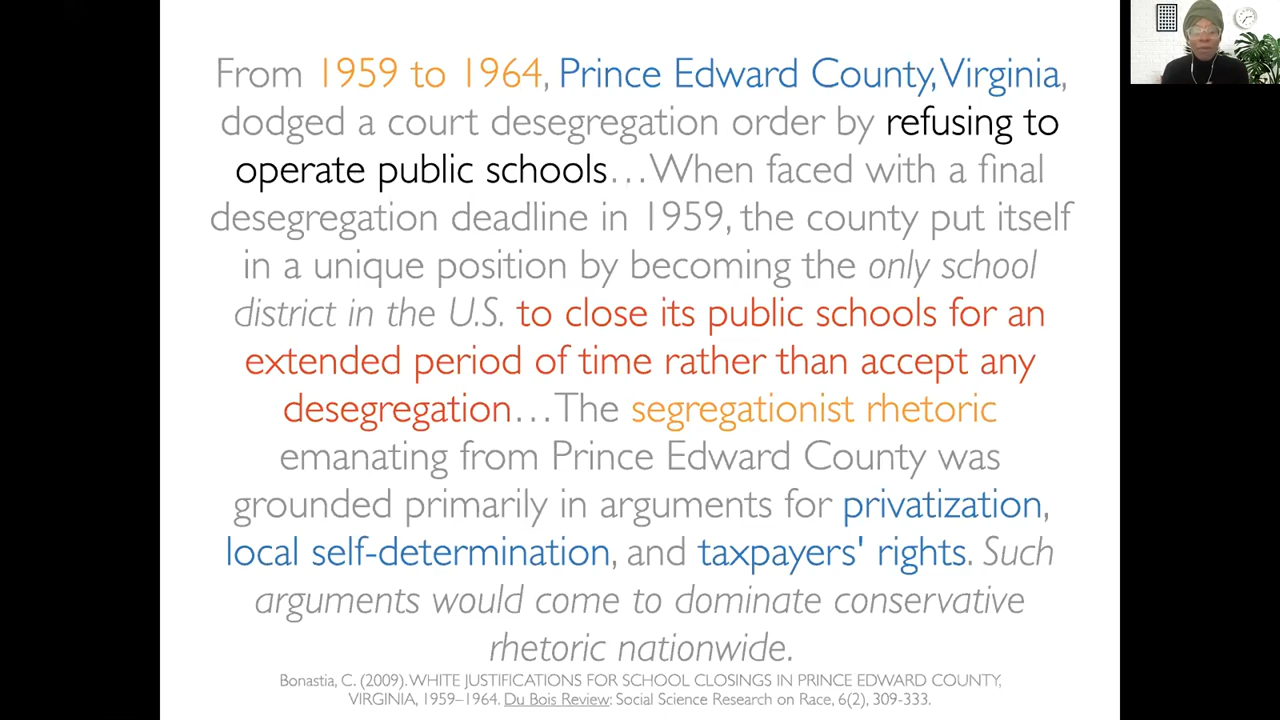 From 1959 to 1964, Prince Edward County, Virginia,
dodged a court desegregation order by refusing to
operate public schools…When faced with a final
desegregation deadline in 1959, the county put itself
in a unique position by becoming the only school
district in the U.S. to close its public schools for an
extended period of time rather than accept any
desegregation…The segregationist rhetoric
emanating from Prince Edward County was
grounded primarily in arguments for privatization,
local self-determination, and taxpayers' rights. Such
arguments would come to dominate conservative
rhetoric nationwide.
Bonastia, C. (2009). WHITE JUSTIFICATIONS FOR SCHOOL CLOSINGS IN PRINCE EDWARD COUNTY,
VIRGINIA, 1959–1964. Du Bois Review: Social Science Research on Race, 6(2), 309-333.